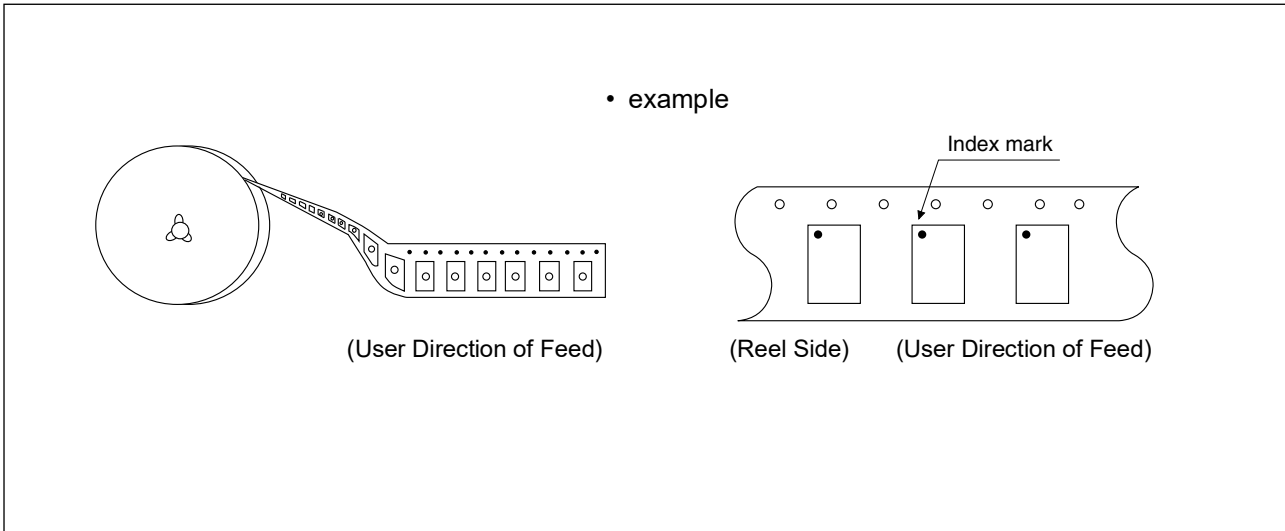 • example
Index mark
(User Direction of Feed)
(Reel Side)
(User Direction of Feed)